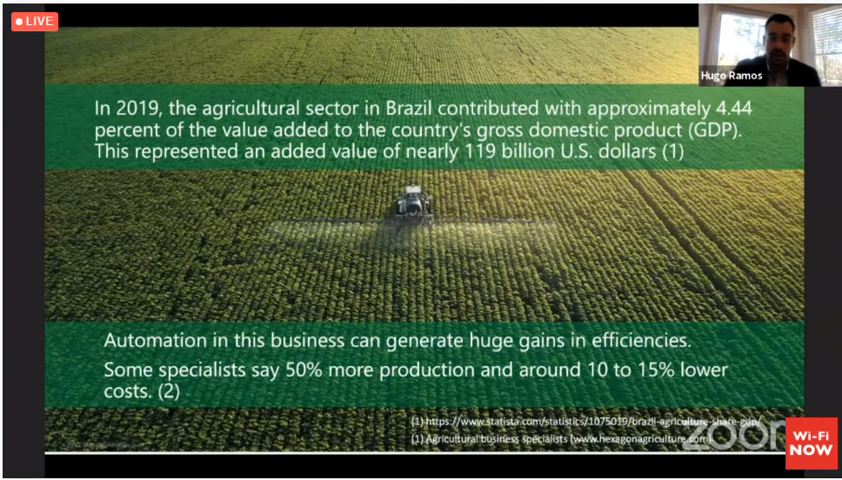 LIVE
Hugo Ramos
In 2019, the agricultural sector in Brazil contributed with approximately 4.44
percent of the value added to the country's gross domestic product (GDP).
This represented an added value of nearly 119 billion U.S. dollars (1)
Automation in this business can generate huge gains in efficiencies.
Some specialists say 50% more production and around 10 to 15% lower
costs. (2)
(1) https://www.statista.com/statistics/1075019/brazil-agriculture-share-gdp/
(1) Agricultural business specialists (www.hexagonagriculture.com)
zoom
Wi-Fi
NOW